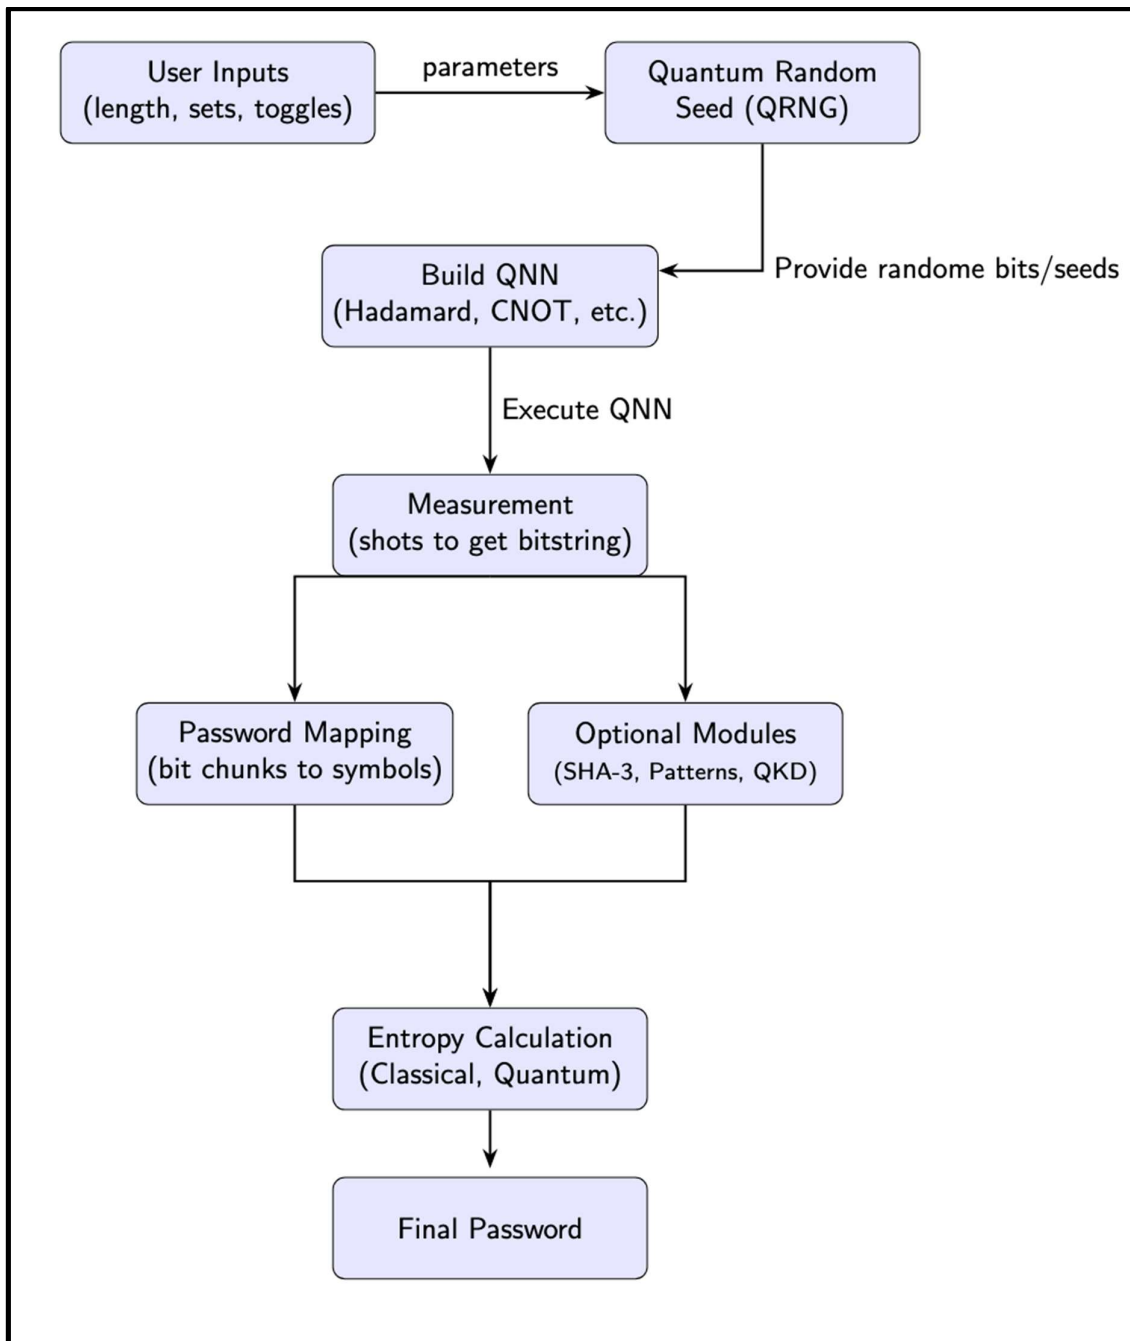 User Inputs
(length, sets, toggles)
parameters
Quantum Random
Seed (QRNG)
Provide randome bits/seeds
Build QNN
(Hadamard, CNOT, etc.)
Execute QNN
Measurement
(shots to get bitstring)
Password Mapping
(bit chunks to symbols)
Optional Modules
(SHA-3, Patterns, QKD)
Entropy Calculation
(Classical, Quantum)
Final Password